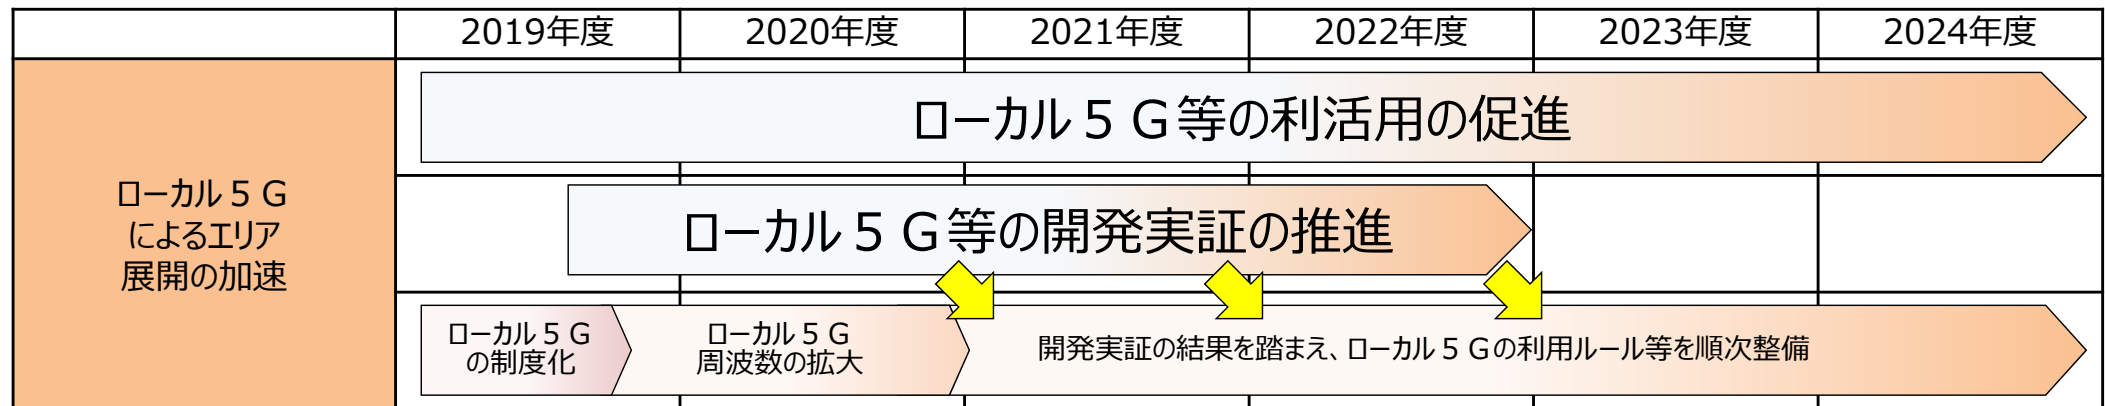 2019年度
2020年度
2021年度
2022年度
2023年度
2024年度
ローカル５Ｇ
によるエリア
展開の加速
ローカル５Ｇ等の利活用の促進
ローカル５Ｇ等の開発実証の推進
ローカル５Ｇ
の制度化
ローカル５Ｇ
周波数の拡大
開発実証の結果を踏まえ、ローカル５Ｇの利用ルール等を順次整備